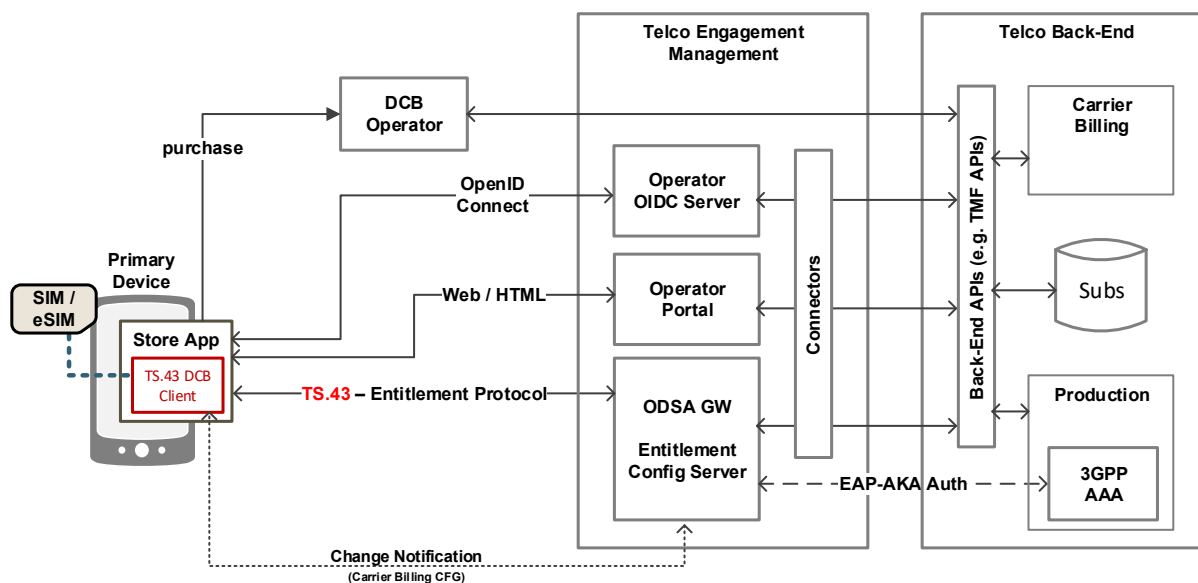 Telco Engagement
Management
Telco Back-End
DCB
Operator
Carrier
Billing
purchase
OpenID
Connect
Operator
OIDC Server
Primary
Device
SIM /
eSIM
Store App
TS.43 DCB
Client
Web / HTML
Operator
Portal
Connectors
Back-End APIs (e.g. TMF APIs)
Subs
TS.43 – Entitlement Protocol
ODSA GW
Entitlement
Config Server
Production
EAP-AKA Auth
3GPP
AAA
Change Notification
(Carrier Billing CFG)